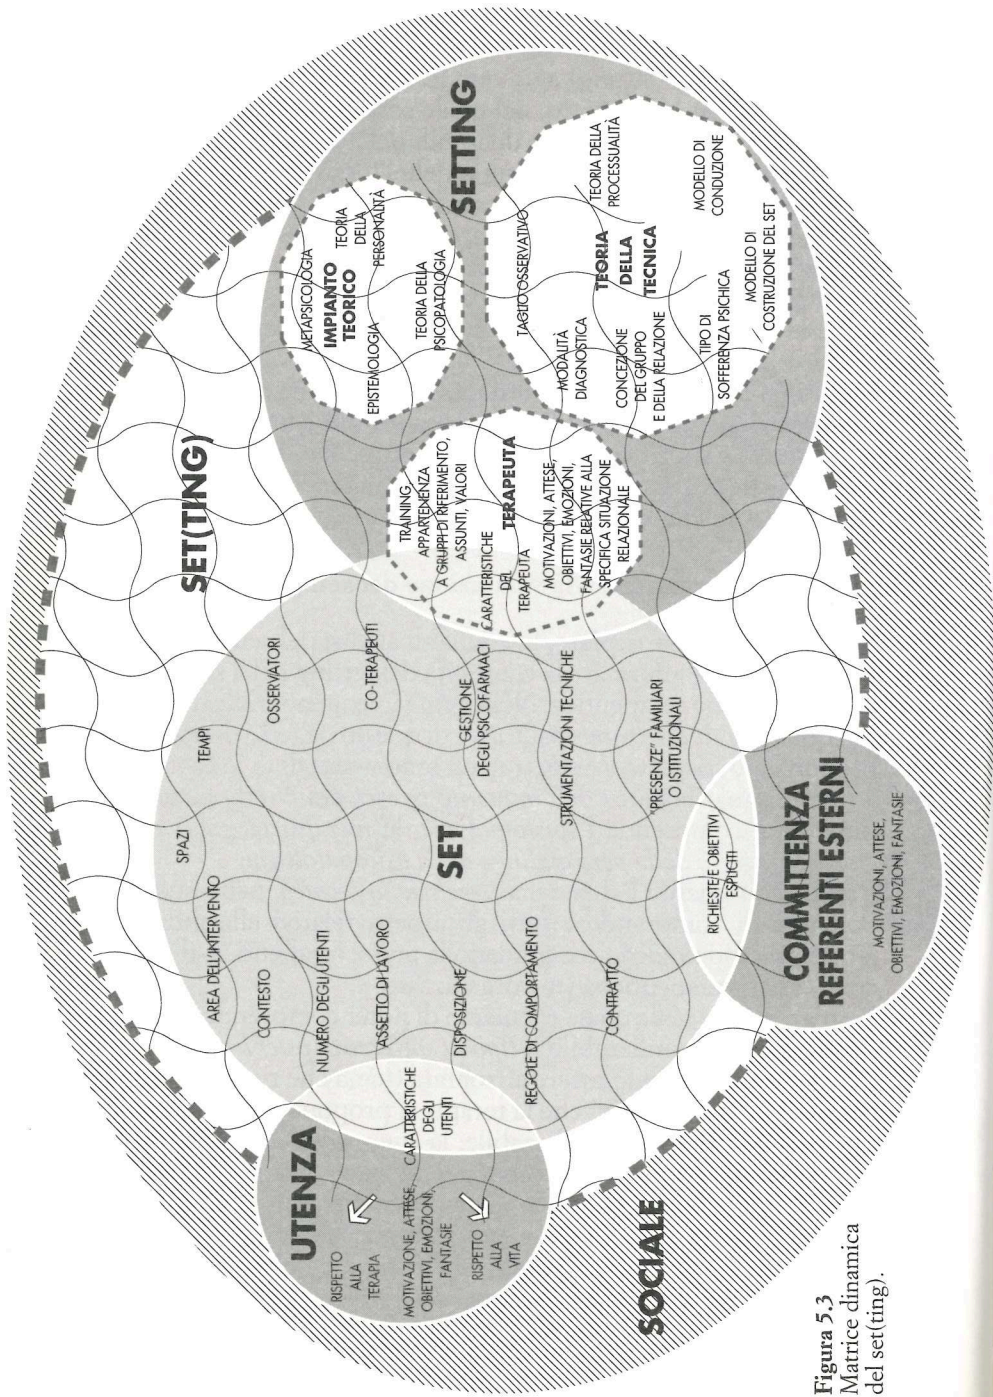 SET(TING)
UTENZA
RISPETTO
ALLA
TERAPIA
MOTIVAZIONE, ATTESE,
OBIETTIVI, EMOZIONI,
FANTASIE
RISPETTO
ALLA
VITA
CARATTERISTICHE
DEGLI
UTENTI
AREA DELL'INTERVENTO
CONTESTO
NUMERO DEGLI UTENTI
ASSETTO DI LAVORO
DISPOSIZIONE
REGOLE DI COMPORTAMENTO
CONTRATTO
SPAZI
TEMPI
OSSERVATORI
CO-TERAPEUTI
SET
GESTIONE
DEGLI PSICOFARMACI
STRUMENTAZIONI TECNICHE
"PRESENZE" FAMILIARI
O ISTITUZIONALI
RICHIESTE/E OBIETTIVI
ESPLICITI
COMMITTENZA
REFERENTI ESTERNI
MOTIVAZIONI, ATTESE,
OBIETTIVI, EMOZIONI, FANTASIE
TRAINING,
APPARTENENZA
A GRUPPI DI RIFERIMENTO,
ASSUNTI, VALORI
CARATTERISTICHE
DEL
TERAPEUTA
TERAPEUTA
MOTIVAZIONI, ATTESE,
OBIETTIVI, EMOZIONI,
FANTASIE RELATIVE ALLA
SPECIFICA SITUAZIONE
RELAZIONALE
SETTING
METAPSICOLOGIA
IMPIANTO
TEORICO
TEORIA
DELLA
PERSONALITÀ
EPISTEMOLOGIA
TEORIA DELLA
PSICOPATOLOGIA
TAGLIO OSSERVATIVO
TEORIA DELLA
PROCESSUALITÀ
MODALITÀ
DIAGNOSTICA
TEORIA
DELLA
TECNICA
CONCEZIONE
DEL GRUPPO
E DELLA RELAZIONE
MODELLO DI
CONDUZIONE
TIPO DI
SOFFERENZA PSICHICA
MODELLO DI
COSTRUZIONE DEL SET
SOCIALE
Figura 5.3
Matrice dinamica
del set(ting).